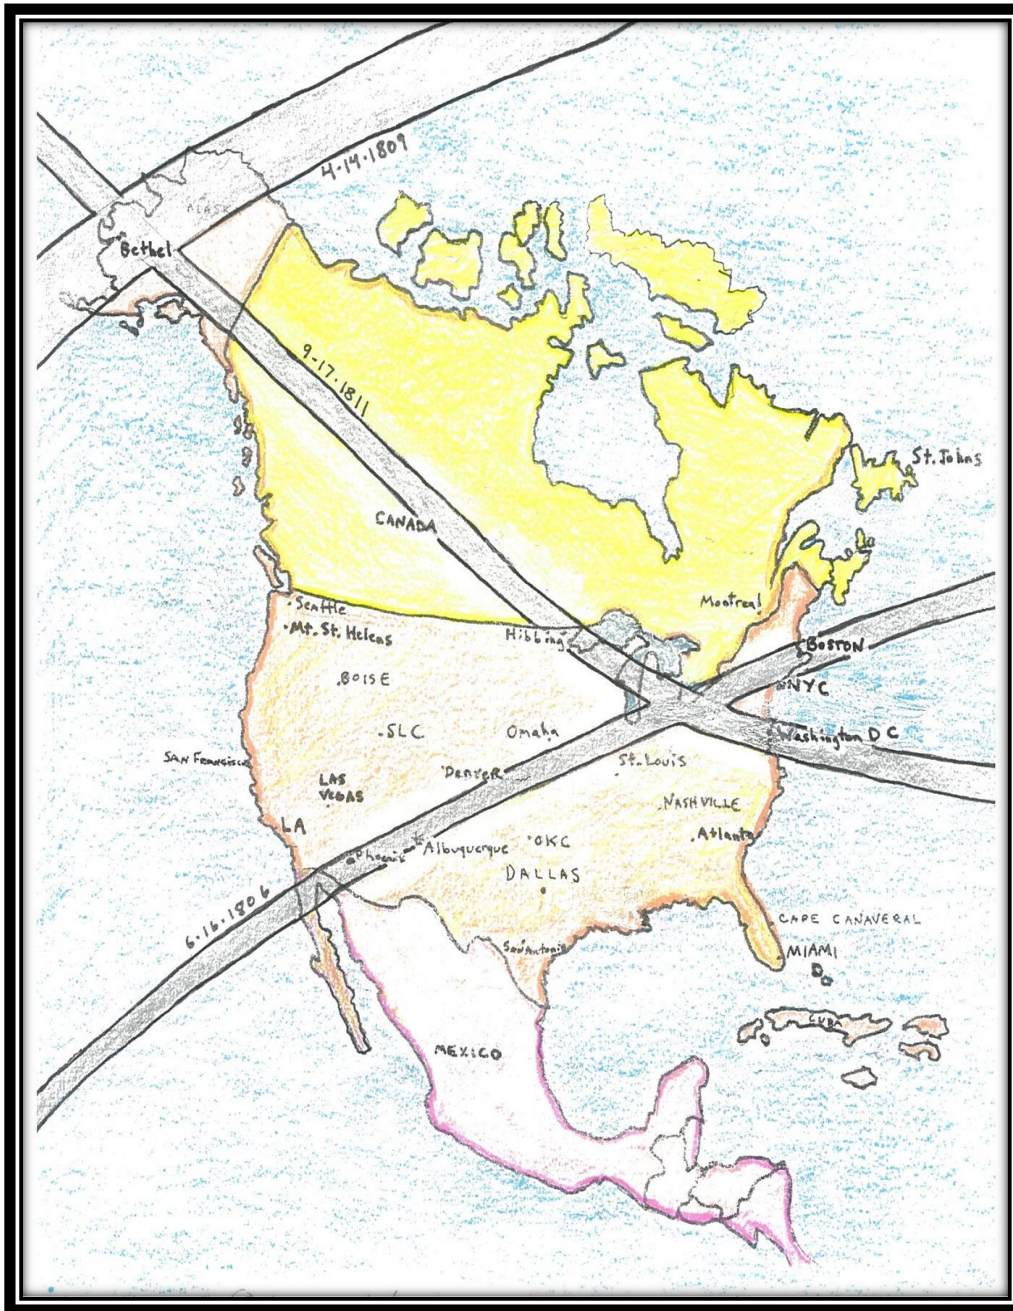 4-14-1809
ALASK
Bethel
9-17-1811
St. Johns
CANADA
Seattle
Montreal
Mt. St. Helens
Hibbing
BOSTON
BOISE
NYC
SLC
Omaha
Washington D C
SAN FRANCISCO
Denver
St. Louis
LAS
VEGAS
NASHVILLE
LA
Atlanta
Phoenix
Albuquerque
OKC
DALLAS
6-16-1806
CAPE CANAVERAL
San Antonio
MIAMI
CUBA
MEXICO